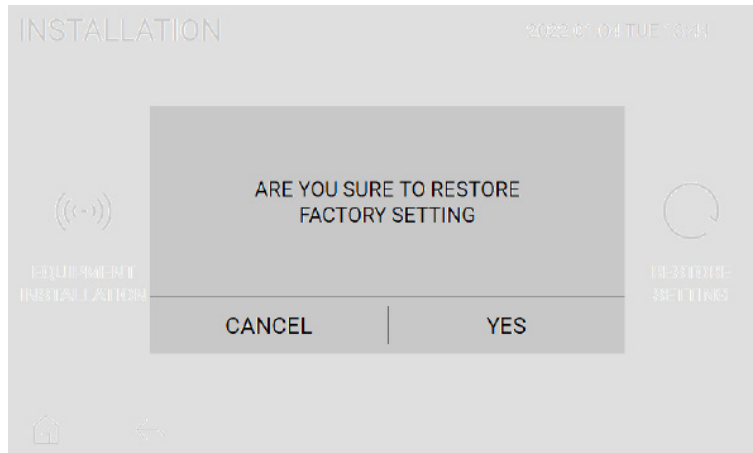 INSTALLATION
ARE YOU SURE TO RESTORE
FACTORY SETTING
EQUIPMENT
INSTALLATION
RESTORE
SETTING
CANCEL
YES